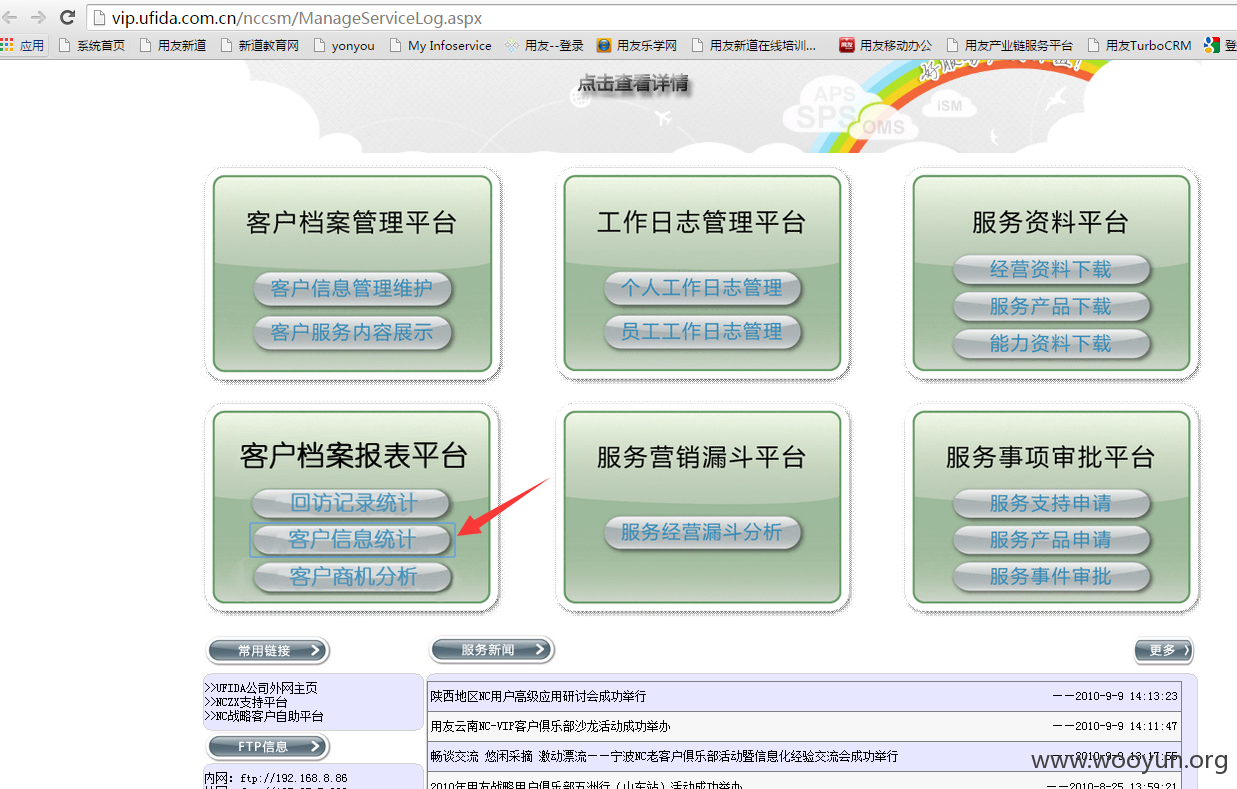 vip.ufida.com.cn/nccsm/ManageServiceLog.aspx
应用 系统首页 用友新道 新道教育网 yonyou My Infoservice 用友--登录 用友乐学网 用友新道在线培训... 用友移动办公 用友产业链服务平台 用友TurboCRM 登
点击查看详情
APS
SPS
OMS
iSM
客户档案管理平台
客户信息管理维护
客户服务内容展示
工作日志管理平台
个人工作日志管理
员工工作日志管理
服务资料平台
经营资料下载
服务产品下载
能力资料下载
客户档案报表平台
回访记录统计
客户信息统计
客户商机分析
服务营销漏斗平台
服务经营漏斗分析
服务事项审批平台
服务支持申请
服务产品申请
服务事件审批
常用链接
>>UFIDA公司外网主页
>>NCZX支持平台
>>NC战略客户自助平台
FTP信息
内网: ftp://192.168.8.86
服务新闻
更多
陕西地区NC用户高级应用研讨会成功举行 ——2010-9-9 14:13:23
用友云南NC-VIP客户俱乐部沙龙活动成功举办 ——2010-9-9 14:11:47
畅谈交流 悠闲采摘 激动漂流——宁波NC老客户俱乐部活动暨信息化经验交流会成功举行 ——2010-9-9 13:17:55
2010年用友战略用户俱乐部五洲行（山东站）活动成功举办 ——2010-8-25 13:59:21
www.wooyun.org